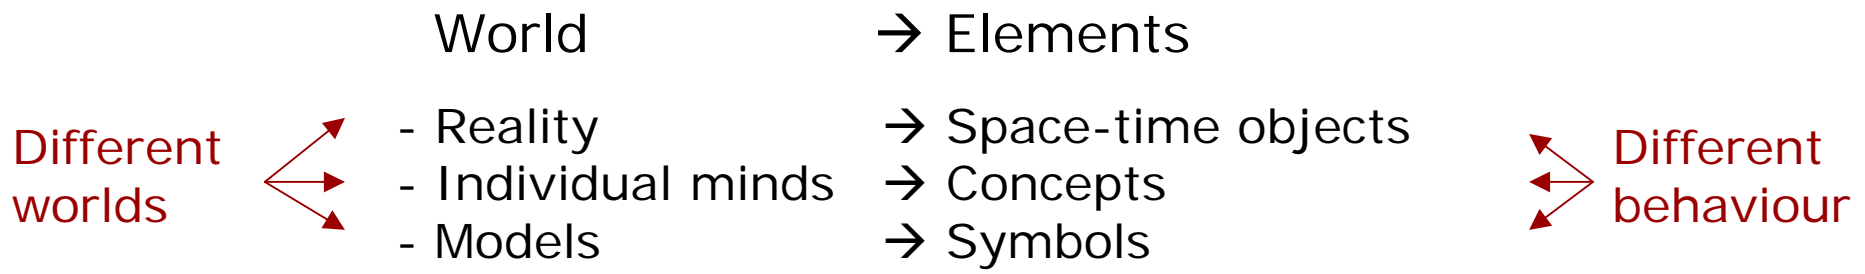 World → Elements
Different worlds
- Reality → Space-time objects
- Individual minds → Concepts
- Models → Symbols
Different behaviour